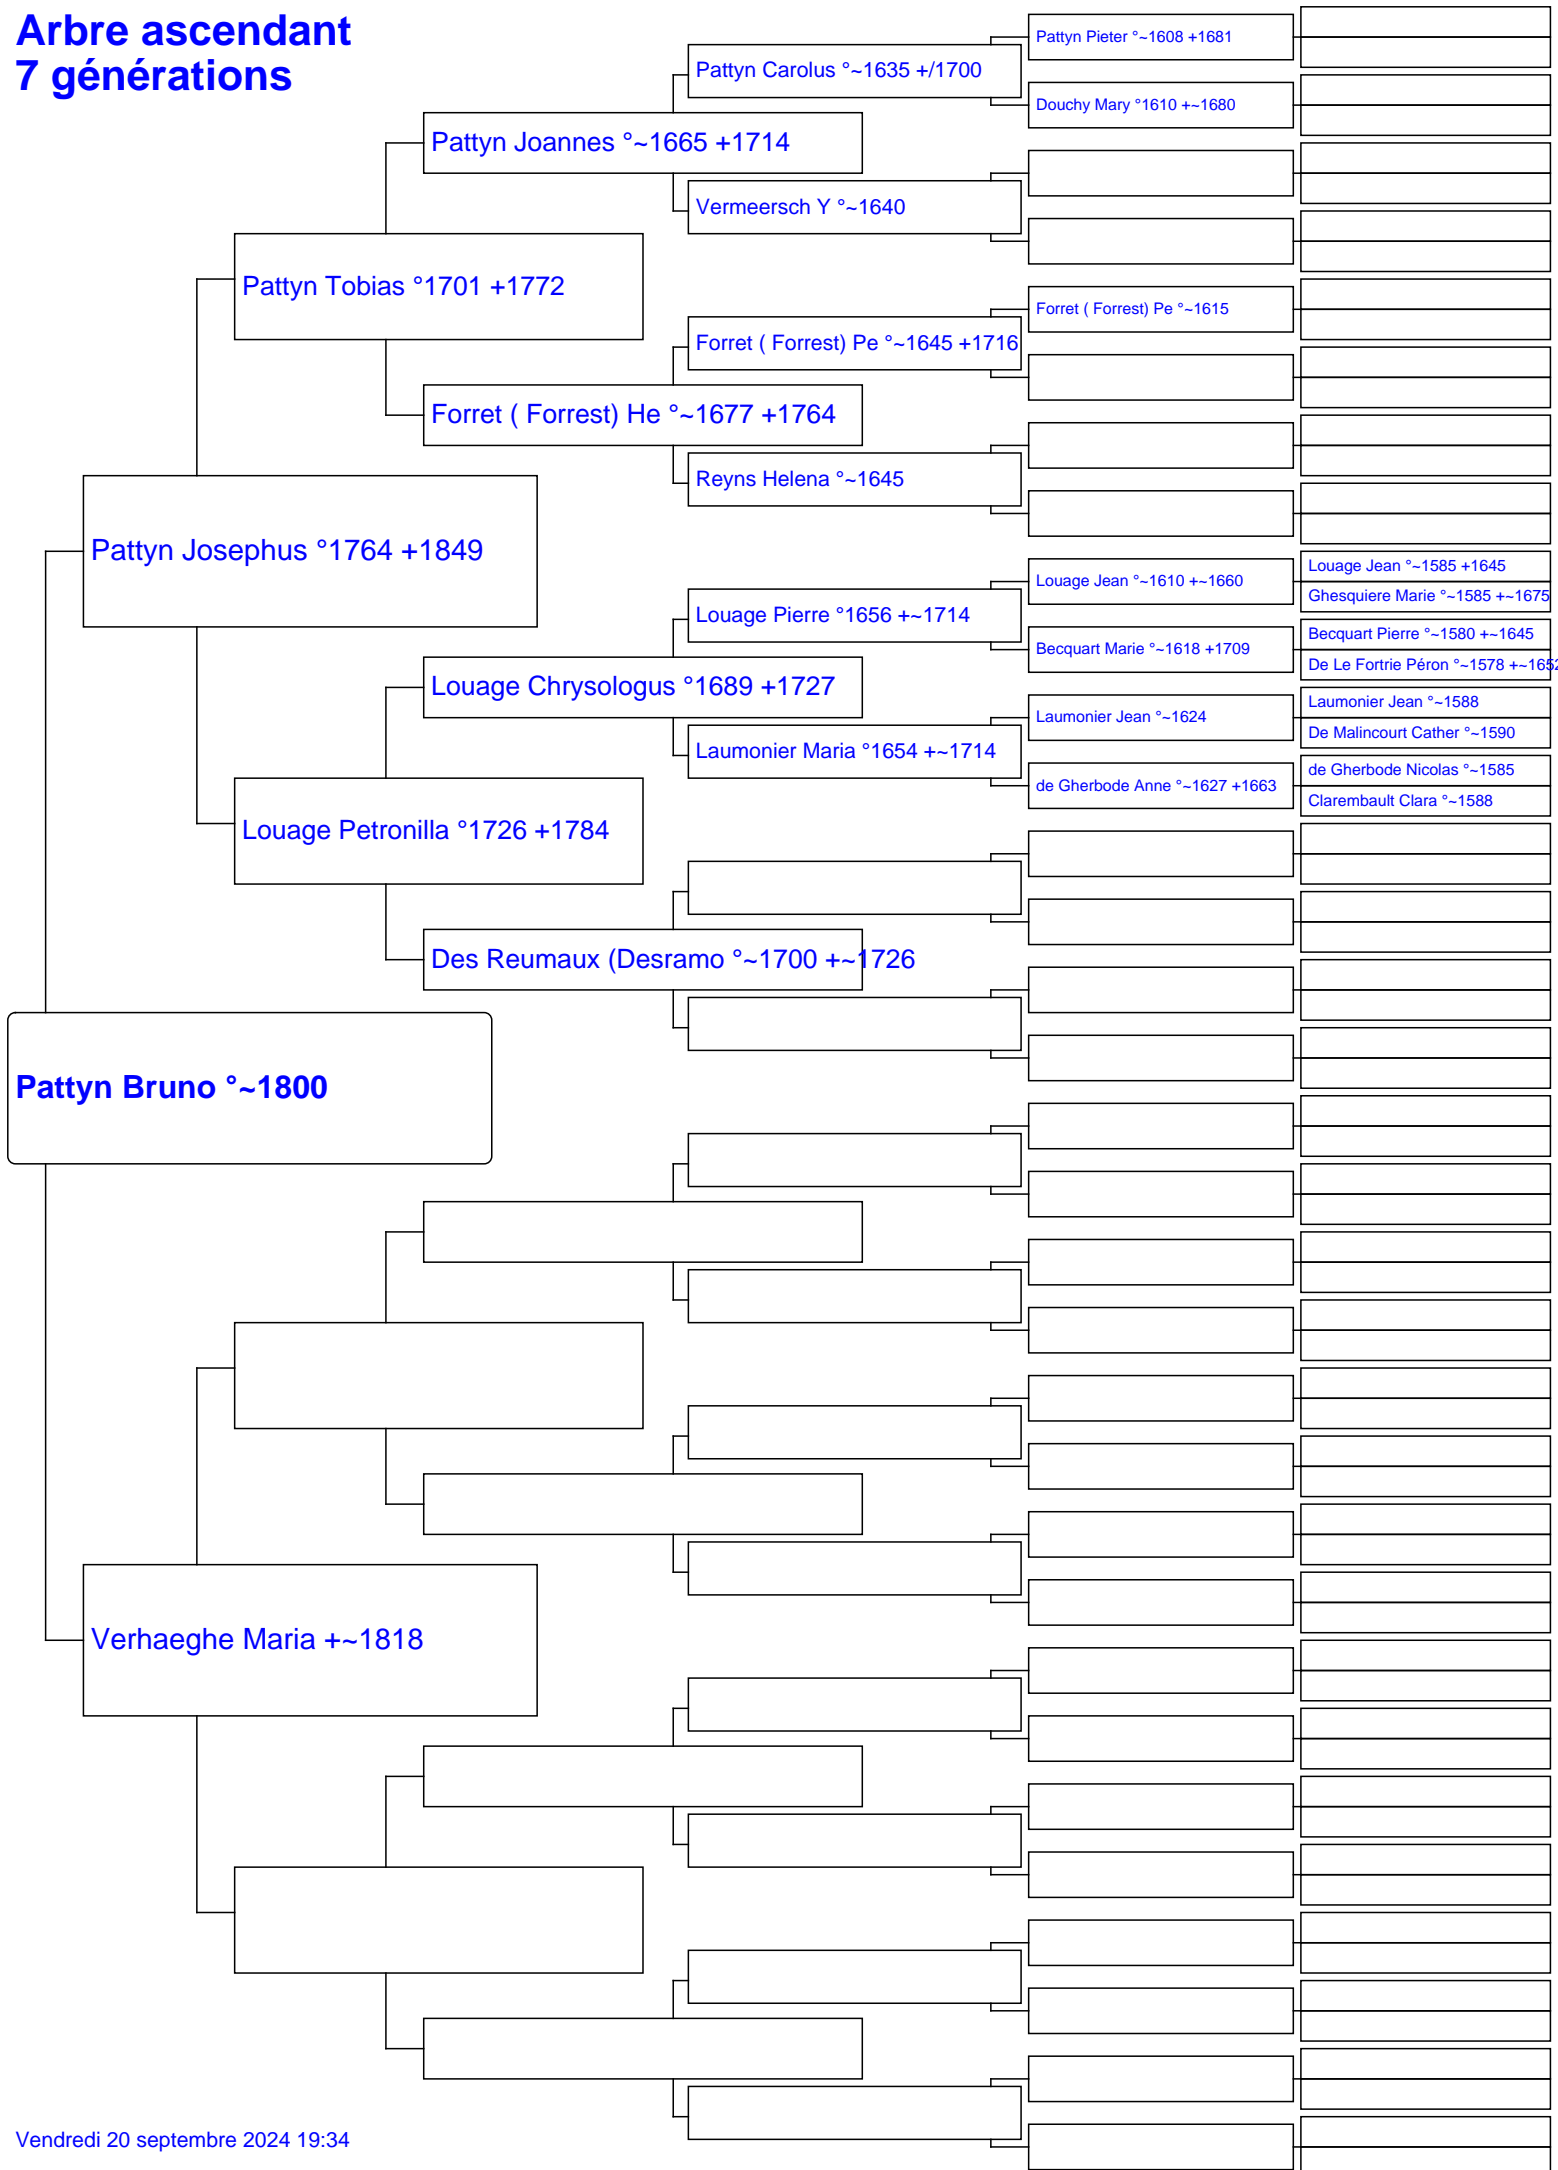 Arbre ascendant
7 générations
Pattyn Bruno °~1800
Pattyn Josephus °1764 +1849
Verhaeghe Maria +~1818
Pattyn Tobias °1701 +1772
Louage Petronilla °1726 +1784
Pattyn Joannes °~1665 +1714
Forret ( Forrest) He °~1677 +1764
Louage Chrysologus °1689 +1727
Des Reumaux (Desramo °~1700 +~1726
Pattyn Carolus °~1635 +/1700
Vermeersch Y °~1640
Forret ( Forrest) Pe °~1645 +1716
Reyns Helena °~1645
Louage Pierre °1656 +~1714
Laumonier Maria °1654 +~1714
Pattyn Pieter °~1608 +1681
Douchy Mary °1610 +~1680
Forret ( Forrest) Pe °~1615
Louage Jean °~1610 +~1660
Becquart Marie °~1618 +1709
Laumonier Jean °~1624
de Gherbode Anne °~1627 +1663
Louage Jean °~1585 +1645
Ghesquiere Marie °~1585 +~1675
Becquart Pierre °~1580 +~1645
De Le Fortrie Péron °~1578 +~1652
Laumonier Jean °~1588
De Malincourt Cather °~1590
de Gherbode Nicolas °~1585
Clarembault Clara °~1588
Vendredi 20 septembre 2024 19:34